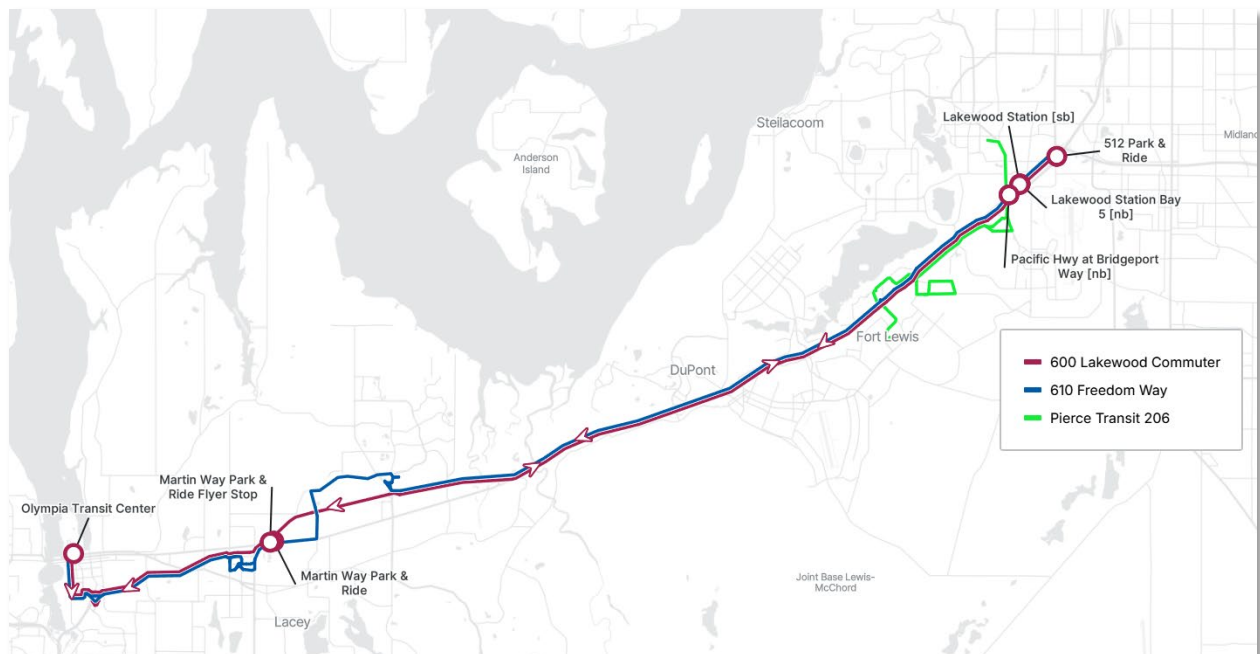 Lakewood Station [sb]
Steilacoom
Midlan
512 Park &
Ride
Anderson
Island
Lakewood Station Bay
5 [nb]
Pacific Hwy at Bridgeport
Way [nb]
Fort Lewis
600 Lakewood Commuter
DuPont
610 Freedom Way
Pierce Transit 206
Martin Way Park &
Ride Flyer Stop
Olympia Transit Center
Martin Way Park &
Ride
Joint Base Lewis-
McChord
Lacey